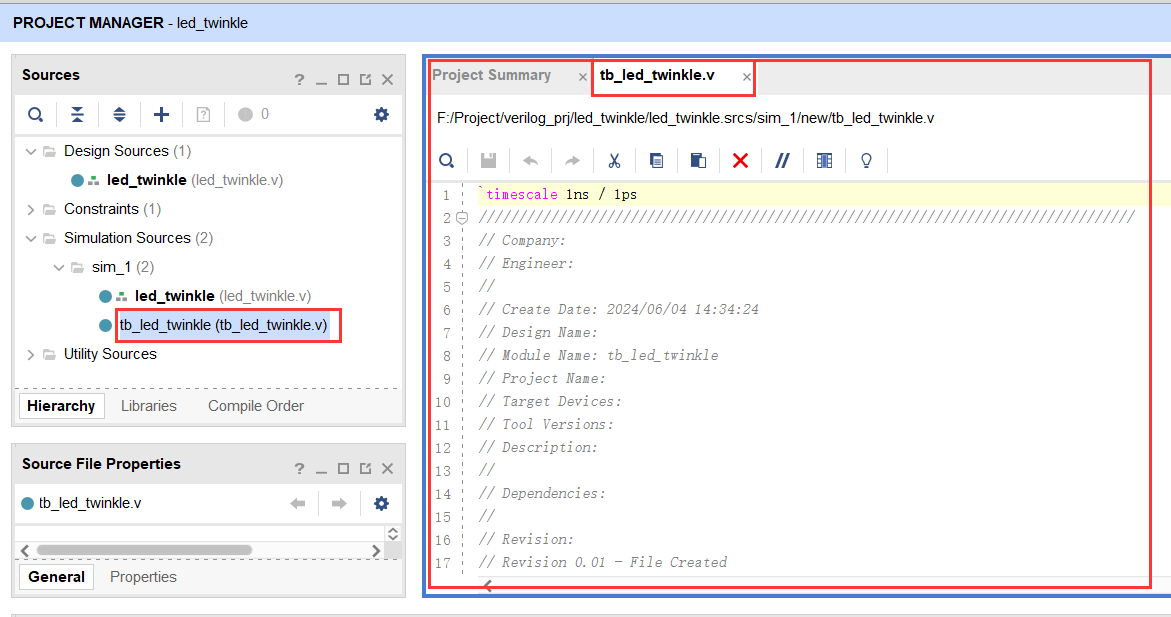 PROJECT MANAGER - led_twinkle
Sources
? _
0
Design Sources (1)
led_twinkle (led_twinkle.v)
Constraints (1)
Simulation Sources (2)
sim_1 (2)
led_twinkle (led_twinkle.v)
tb_led_twinkle (tb_led_twinkle.v)
Utility Sources
Hierarchy Libraries Compile Order
Source File Properties
? _
tb_led_twinkle.v
General Properties
Project Summary × tb_led_twinkle.v ×
F:/Project/verilog_prj/led_twinkle/led_twinkle.srcs/sim_1/new/tb_led_twinkle.v
1 `timescale 1ns / 1ps
2 //////////////////////////////////////////////////////////////////////////////////
3 // Company:
4 // Engineer:
5 //
6 // Create Date: 2024/06/04 14:34:24
7 // Design Name:
8 // Module Name: tb_led_twinkle
9 // Project Name:
10 // Target Devices:
11 // Tool Versions:
12 // Description:
13 //
14 // Dependencies:
15 //
16 // Revision:
17 // Revision 0.01 - File Created